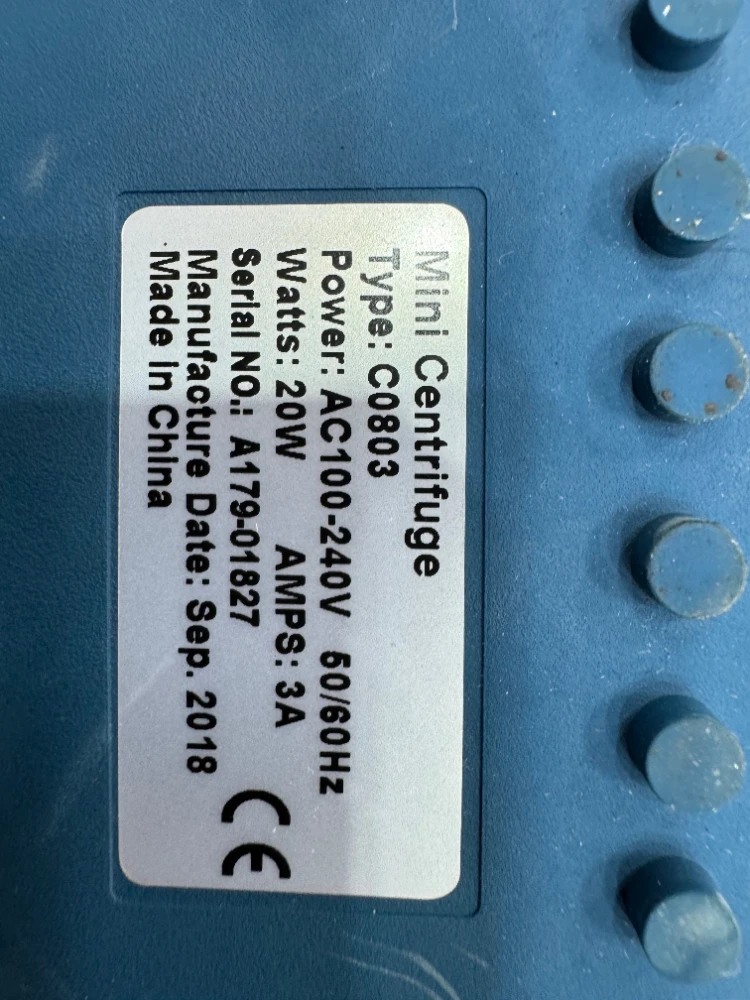 Mini Centrifuge
Type: C0803
Power: AC100-240V 50/60Hz
Watts: 20W AMPS: 3A
Serial NO.: A179-01827
Manufacture Date: Sep. 2018
Made in China
CE